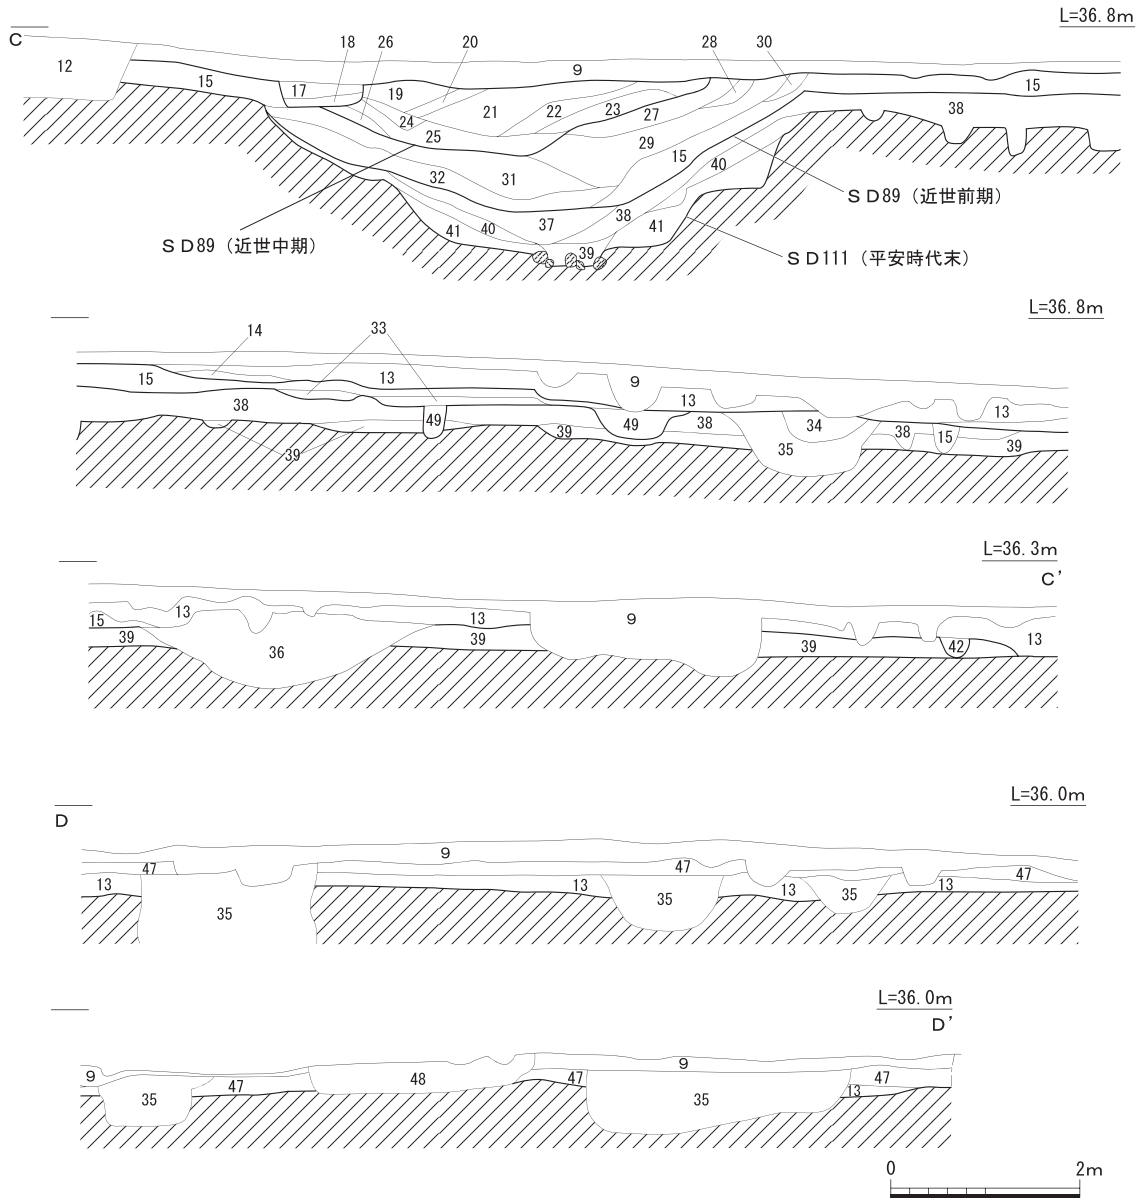 L=36.8m
C
18 26 20 28 30
9
12 15 17 19 15
21 22 23 27 38
24 25 29
15 40
32 31
38
37
41 40 41
39
SD89（近世前期）
SD89（近世中期）
SD111（平安時代末）
L=36.8m
14 33
15 13 9
13 13
38 49 49 38 34 38 15 39
39 39 35
L=36.3m
C’
13 9
15 13
39 36 39 39 42 13
L=36.0m
D
9
47 47 47
13 13 13 13
35 35 35
L=36.0m
D’
9 9
47 48 47 47
35 35 13
0 2m